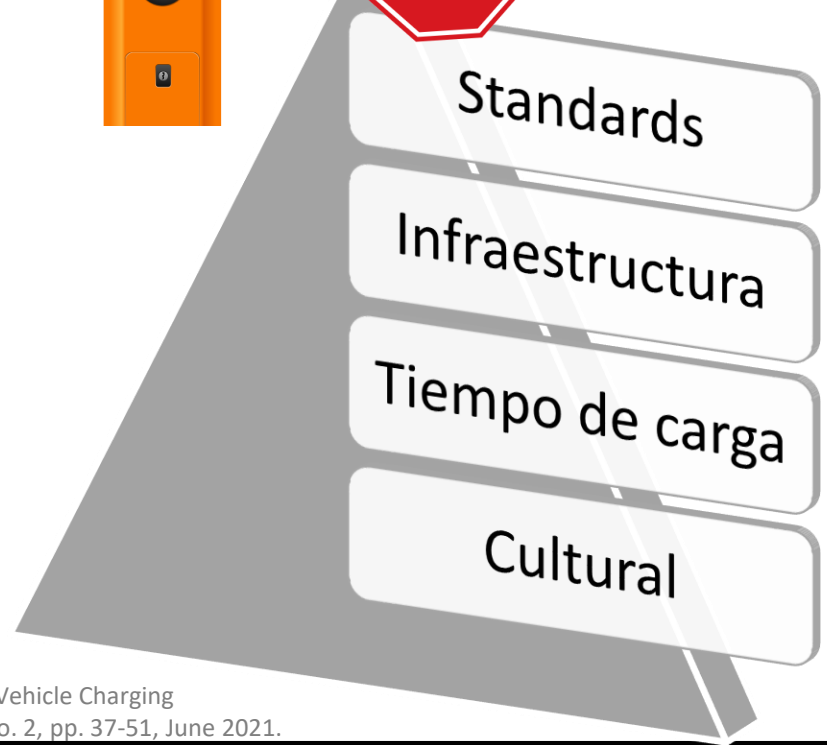 Standards
Infraestructura
Tiempo de carga
Cultural
Vehicle Charging
o. 2, pp. 37-51, June 2021.